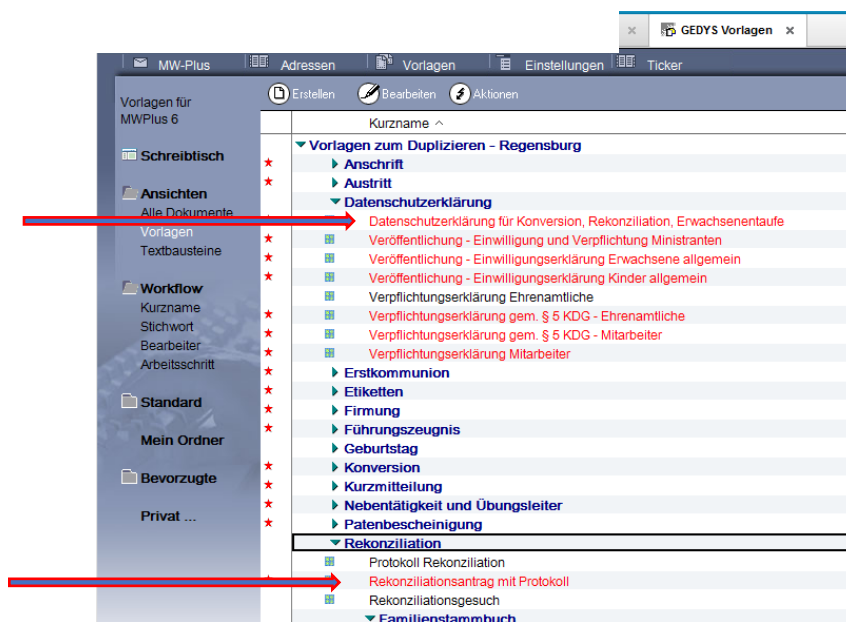 GEDYS Vorlagen
MW-Plus Adressen Vorlagen Einstellungen Ticker
Erstellen Bearbeiten Aktionen
Vorlagen für
MWPlus 6
Schreibtisch
Ansichten
Alle Dokumente
Vorlagen
Textbausteine
Workflow
Kurzname
Stichwort
Bearbeiter
Arbeitsschritt
Standard
Mein Ordner
Bevorzugte
Privat ...
Kurzname
Vorlagen zum Duplizieren - Regensburg
Anschrift
Austritt
Datenschutzerklärung
Datenschutzerklärung für Konversion, Rekonziliation, Erwachsenentaufe
Veröffentlichung - Einwilligung und Verpflichtung Ministranten
Veröffentlichung - Einwilligungserklärung Erwachsene allgemein
Veröffentlichung - Einwilligungserklärung Kinder allgemein
Verpflichtungserklärung Ehrenamtliche
Verpflichtungserklärung gem. § 5 KDG - Ehrenamtliche
Verpflichtungserklärung gem. § 5 KDG - Mitarbeiter
Verpflichtungserklärung Mitarbeiter
Erstkommunion
Etiketten
Firmung
Führungszeugnis
Geburtstag
Konversion
Kurzmitteilung
Nebentätigkeit und Übungsleiter
Patenbescheinigung
Rekonziliation
Protokoll Rekonziliation
Rekonziliationsantrag mit Protokoll
Rekonziliationsgesuch
Familienstammbuch